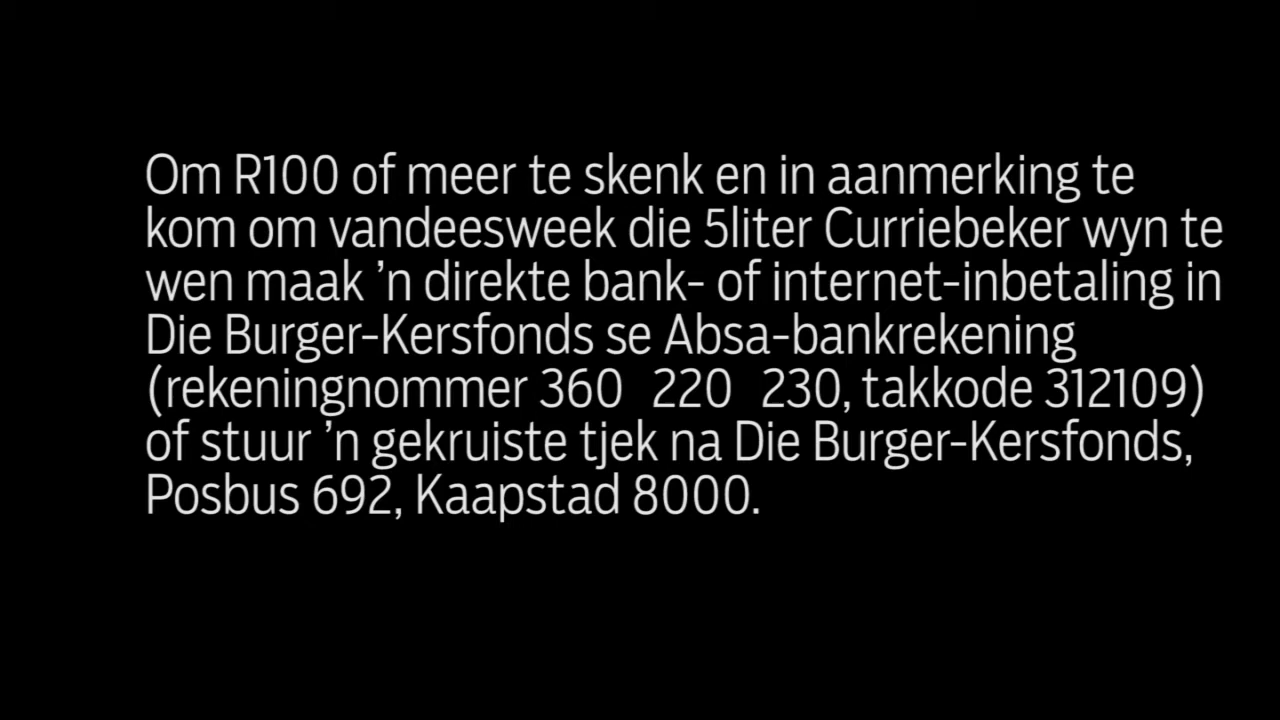 Om R100 of meer te skenk en in aanmerking te
kom om vandeesweek die 5liter Curriebeker wyn te
wen maak ’n direkte bank- of internet-inbetaling in
Die Burger-Kersfonds se Absa-bankrekening
(rekeningnommer 360 220 230, takkode 312109)
of stuur ’n gekruiste tjek na Die Burger-Kersfonds,
Posbus 692, Kaapstad 8000.